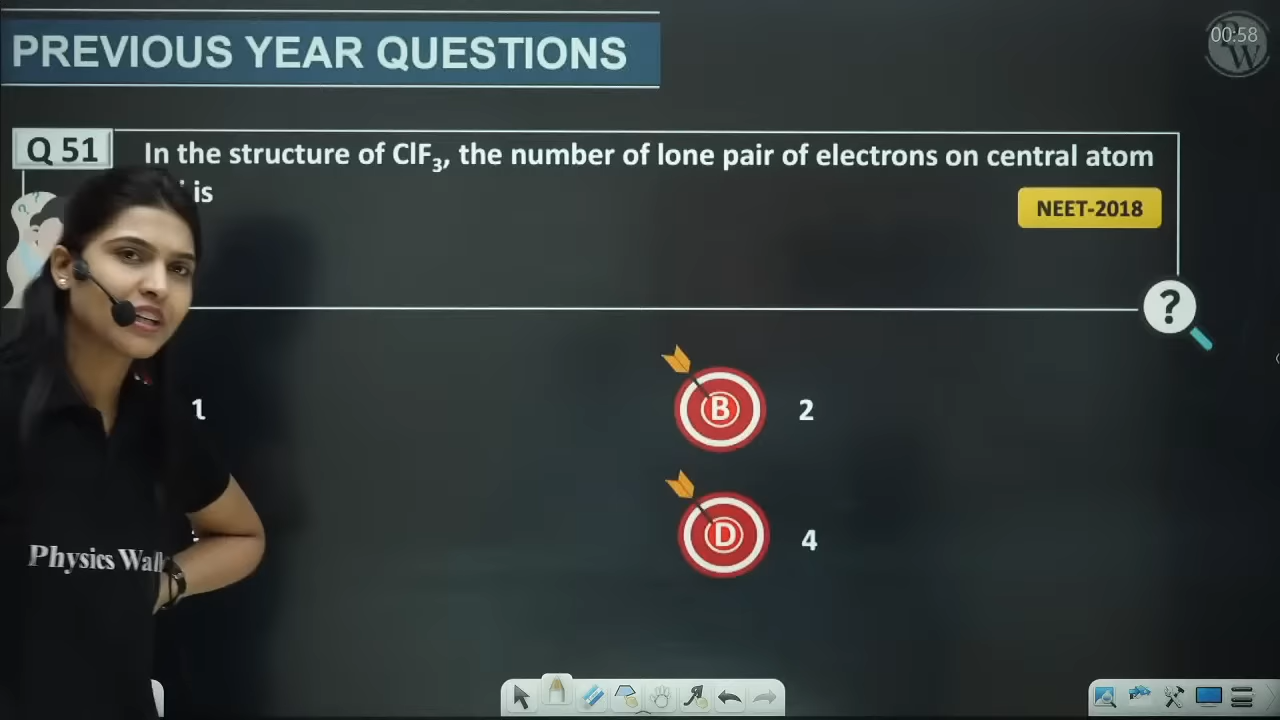 00:58
PREVIOUS YEAR QUESTIONS
Q 51
In the structure of ClF₃, the number of lone pair of electrons on central atom
is
NEET-2018
?
1
B 2
D 4
Physics Wal